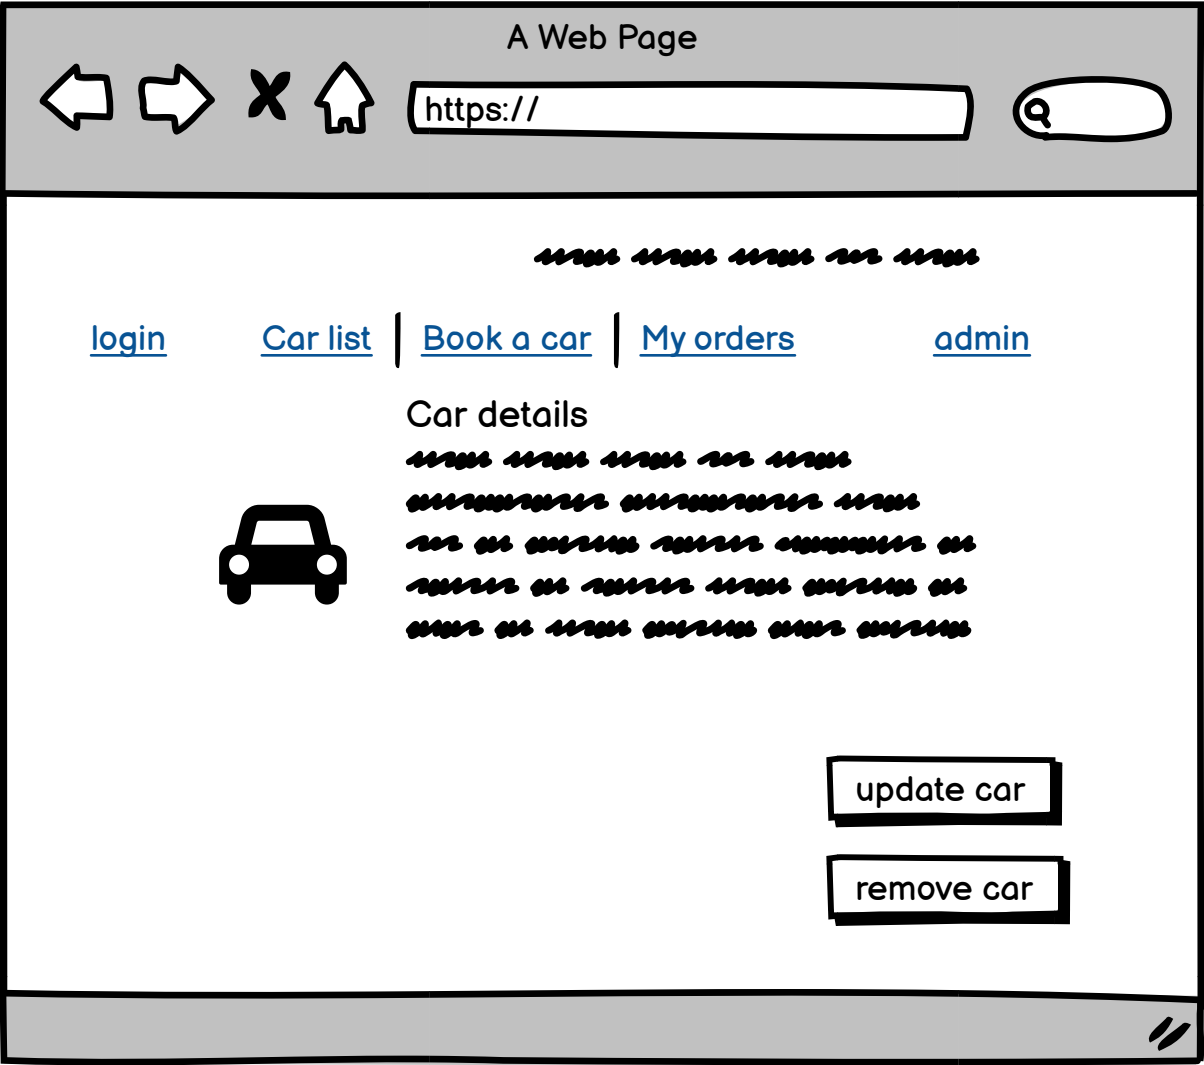 A Web Page
https://
login Car list Book a car My orders admin
Car details
update car
remove car